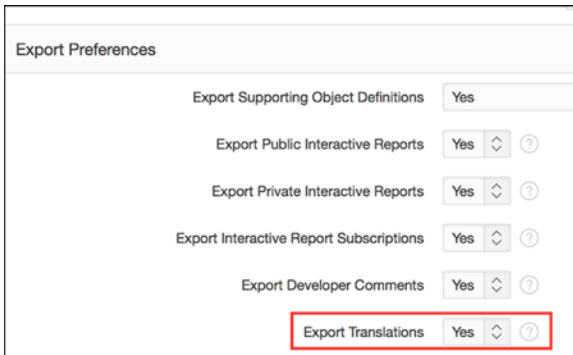 Export Preferences
Export Supporting Object Definitions Yes
Export Public Interactive Reports Yes ?
Export Private Interactive Reports Yes ?
Export Interactive Report Subscriptions Yes ?
Export Developer Comments Yes ?
Export Translations Yes ?